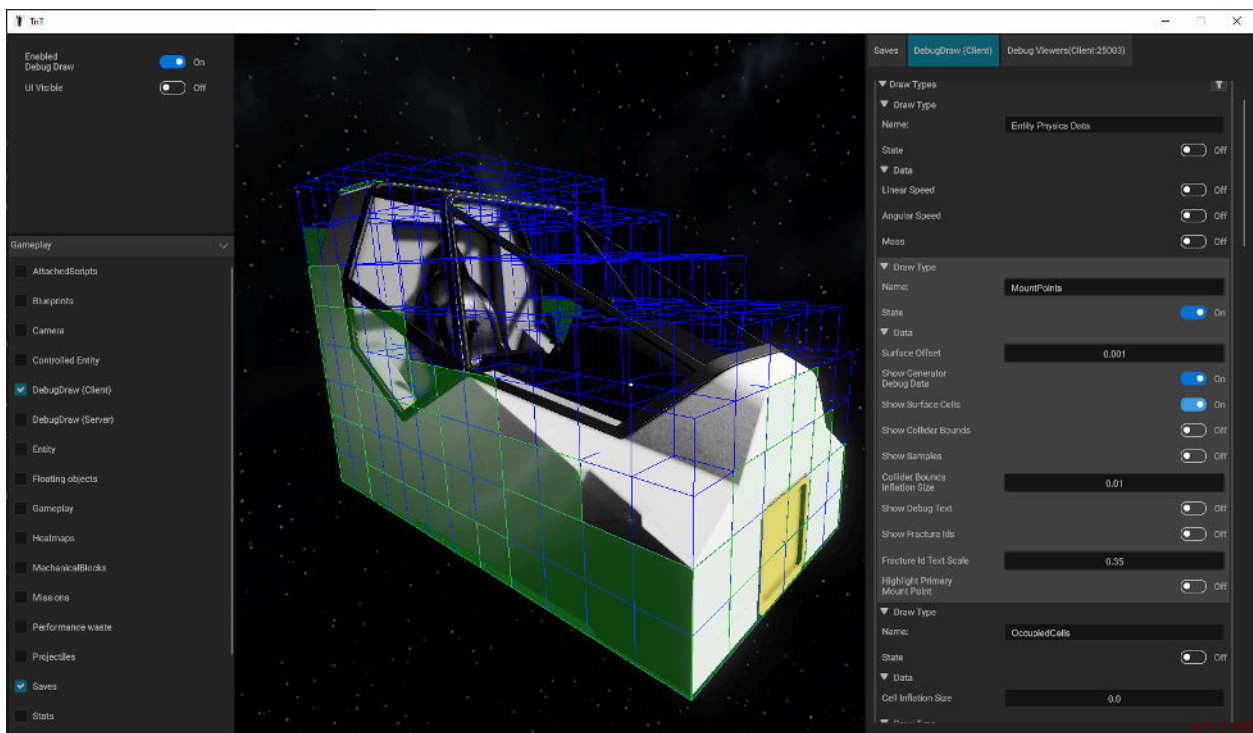 TnT
Enabled
Debug Draw
On
UI Visible
Off
Gameplay
AttachedScripts
Blueprints
Camera
Controlled Entity
DebugDraw (Client)
DebugDraw (Server)
Entity
Floating objects
Gameplay
Heatmaps
MechanicalBlocks
Missions
Performance waste
Projectiles
Saves
Stats
Saves DebugDraw (Client) Debug Viewers(Client:25003)
Draw Types
Draw Type
Name: Entity Physics Data
State Off
Data
Linear Speed Off
Angular Speed Off
Mass Off
Draw Type
Name: MountPoints
State On
Data
Surface Offset 0.001
Show Generator
Debug Data On
Show Surface Cells On
Show Collider Bounds Off
Show Samples Off
Collider Bounds
Inflation Size 0.01
Show Debug Text Off
Show Fracture Ids Off
Fracture Id Text Scale 0.35
Highlight Primary
Mount Point Off
Draw Type
Name: OccupiedCells
State Off
Data
Cell Inflation Size 0.0
Draw Type